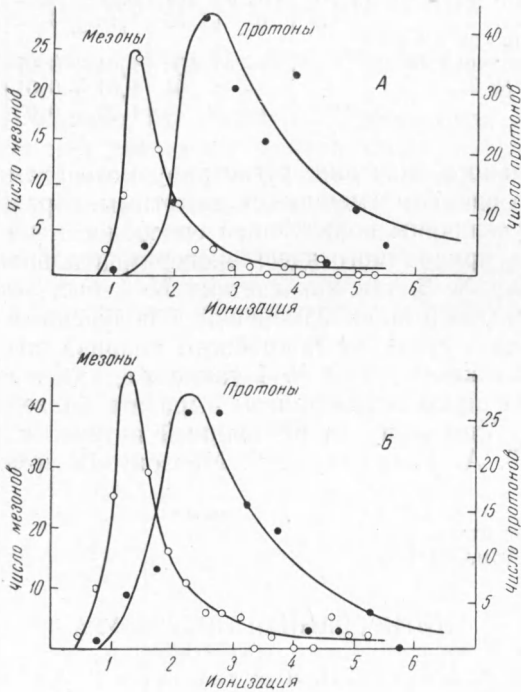 Мезоны
Протоны
А
Число мезонов
25
20
15
10
5
Число протонов
40
30
20
10
1 2 3 4 5 6
Ионизация
Мезоны
Протоны
Б
Число мезонов
40
30
20
10
Число протонов
25
20
15
10
5
1 2 3 4 5 6
Ионизация